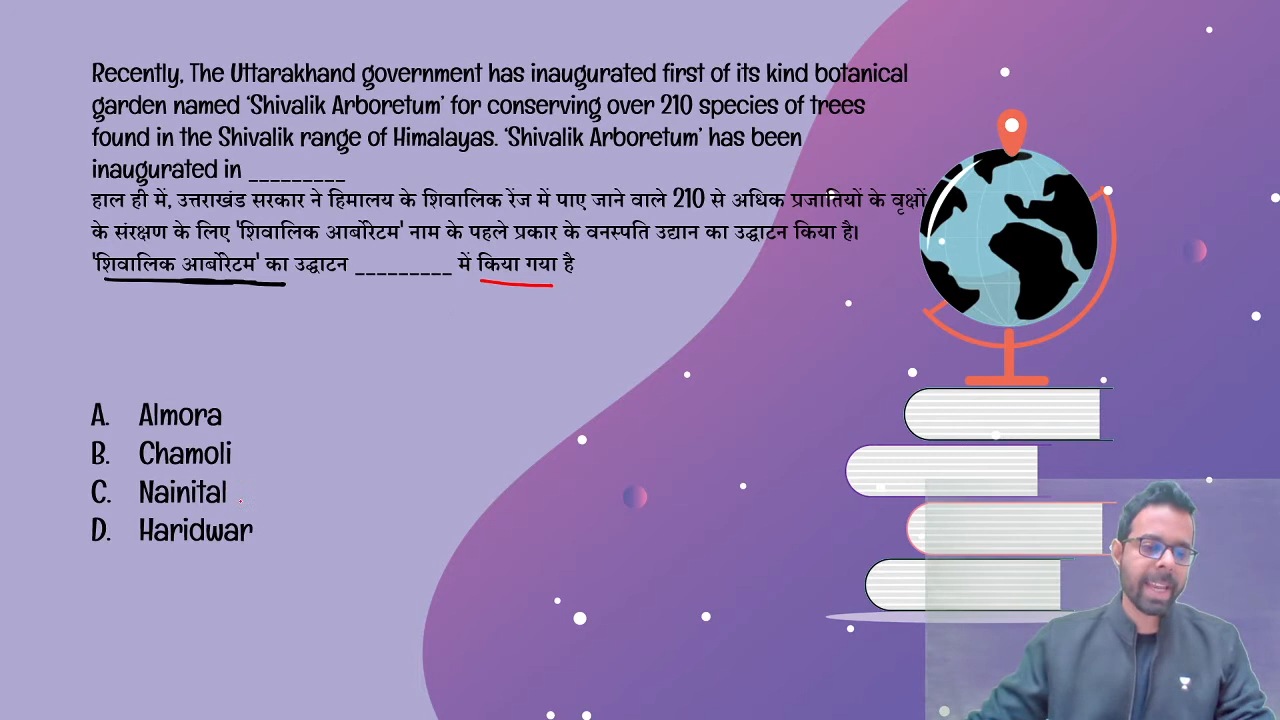 Recently, The Uttarakhand government has inaugurated first of its kind botanical
garden named ‘Shivalik Arboretum’ for conserving over 210 species of trees
found in the Shivalik range of Himalayas. ‘Shivalik Arboretum’ has been
inaugurated in _________
हाल ही में, उत्तराखंड सरकार ने हिमालय के शिवालिक रेंज में पाए जाने वाले 210 से अधिक प्रजातियों के वृक्षों
के संरक्षण के लिए 'शिवालिक आर्बोरेटम' नाम के पहले प्रकार के वनस्पति उद्यान का उद्घाटन किया है।
'शिवालिक आर्बोरेटम' का उद्घाटन _________ में किया गया है
A. Almora
B. Chamoli
C. Nainital
D. Haridwar